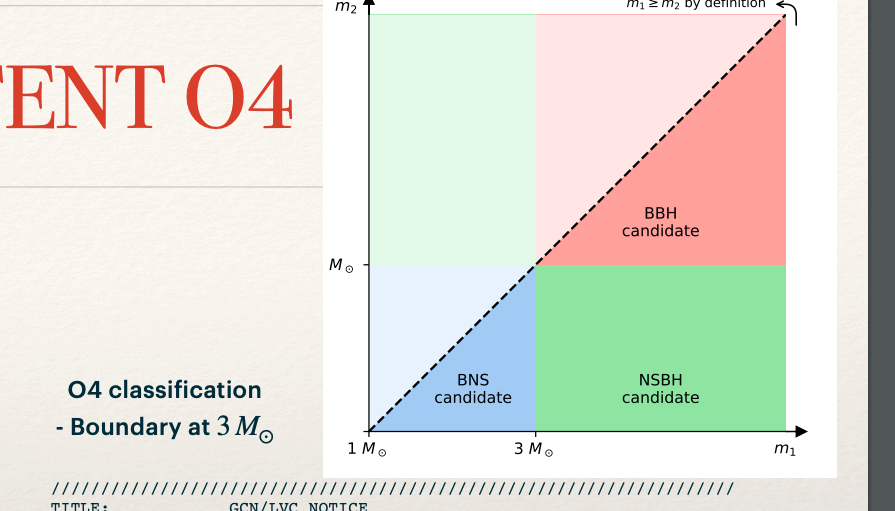 m₂
m₁ ≥ m₂ by definition
ENT O4
BBH
candidate
M⊙
BNS
candidate
NSBH
candidate
O4 classification
- Boundary at 3 M⊙
1 M⊙
3 M⊙
m₁
////////////////////////////////////////////////////////////////////
TITLE: GCN/LVC NOTICE